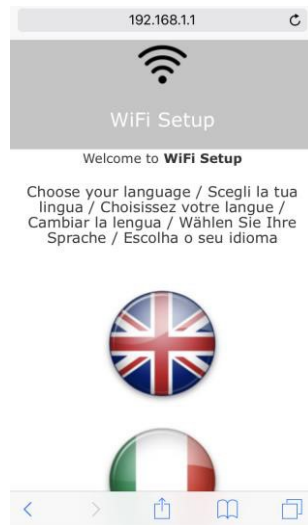 192.168.1.1
WiFi Setup
Welcome to WiFi Setup
Choose your language / Scegli la tua
lingua / Choisissez votre langue /
Cambiar la lengua / Wählen Sie Ihre
Sprache / Escolha o seu idioma